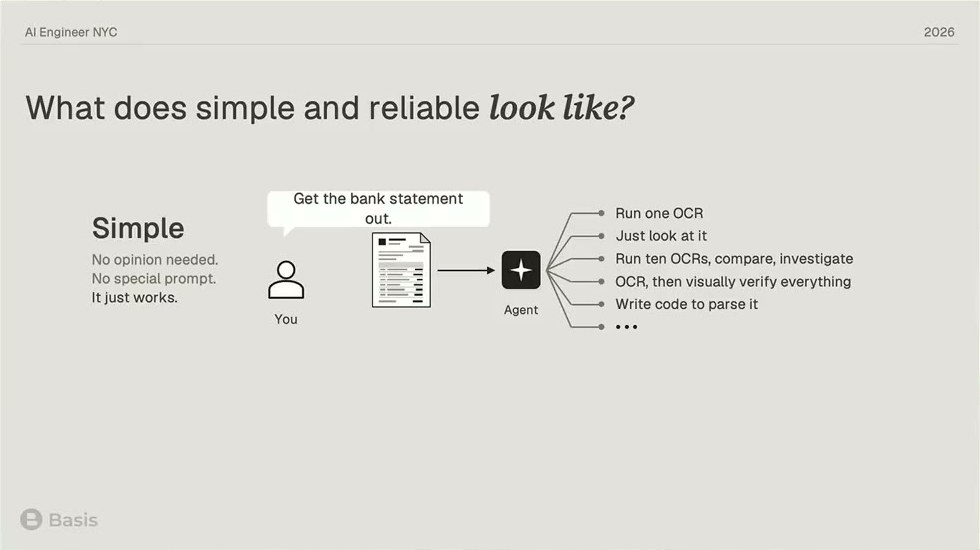 AI Engineer NYC
2026
What does simple and reliable look like?
Simple
No opinion needed.
No special prompt.
It just works.
Get the bank statement
out.
You
Agent
Run one OCR
Just look at it
Run ten OCRs, compare, investigate
OCR, then visually verify everything
Write code to parse it
•••
Basis